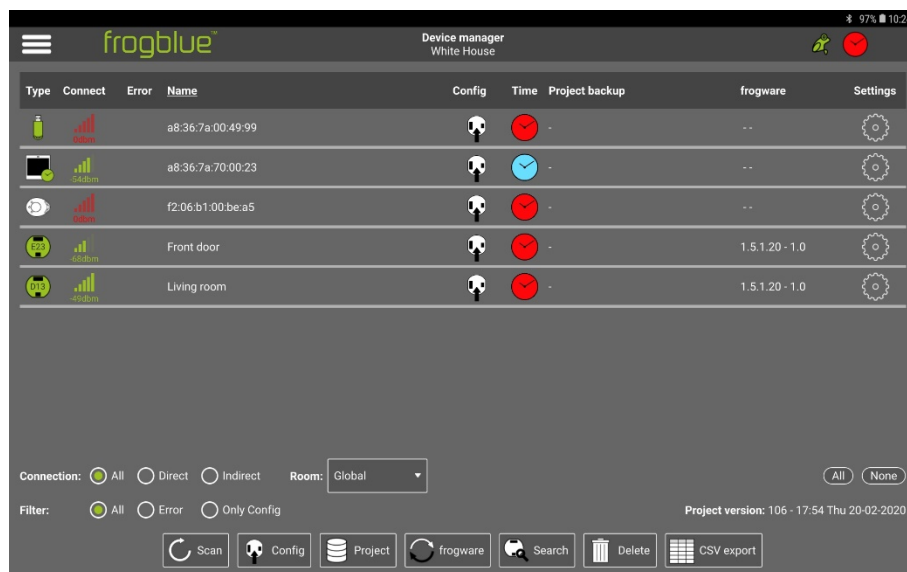 97% 10:2
frogblue™
Device manager
White House
Type Connect Error Name Config Time Project backup frogware Settings
0dbm a8:36:7a:00:49:99 - - -
54dbm a8:36:7a:70:00:23 - - -
0dbm f2:06:b1:00:be:a5 - - -
E23 -68dbm Front door - 1.5.1.20 - 1.0
D13 -49dbm Living room - 1.5.1.20 - 1.0
Connection: All Direct Indirect Room: Global All None
Filter: All Error Only Config Project version: 106 - 17:54 Thu 20-02-2020
Scan Config Project frogware Search Delete CSV export